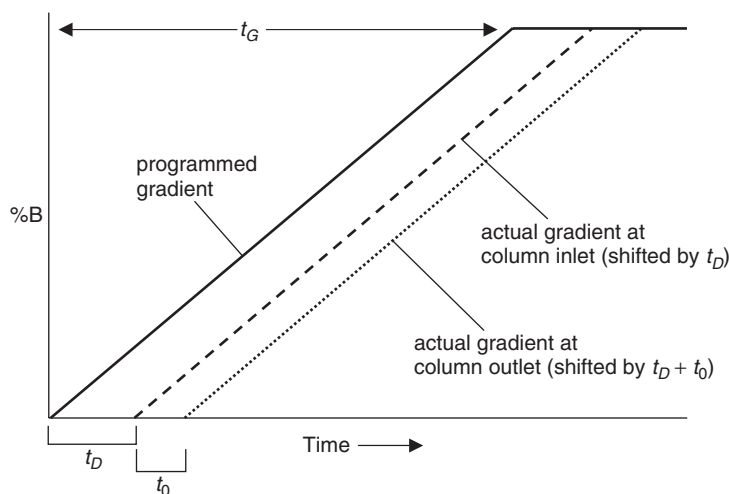 t_G
programmed
gradient
%B
actual gradient at
column inlet (shifted by t_D)
actual gradient at
column outlet (shifted by t_D + t_0)
Time
t_D
t_0